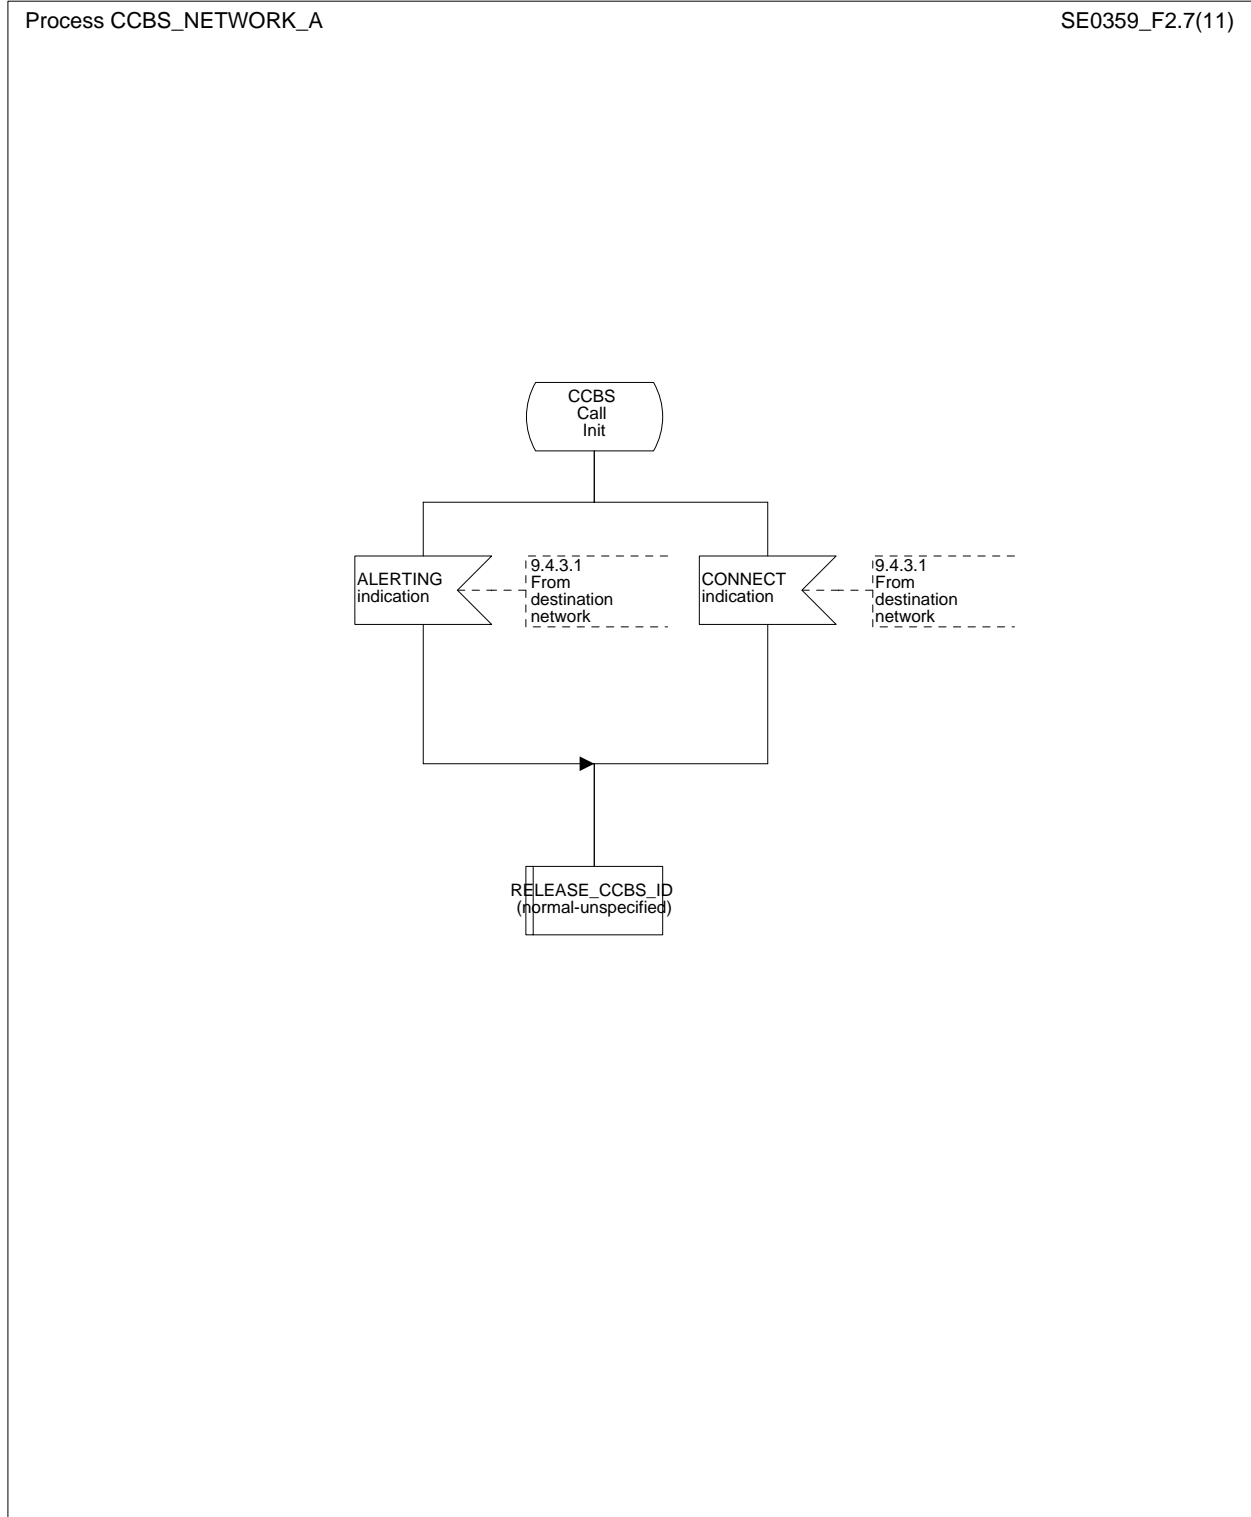 Process CCBS_NETWORK_A
SE0359_F2.7(11)
CCBS
Call
Init
ALERTING
indication
9.4.3.1
From
destination
network
CONNECT
indication
9.4.3.1
From
destination
network
RELEASE_CCBS_ID
(normal-unspecified)